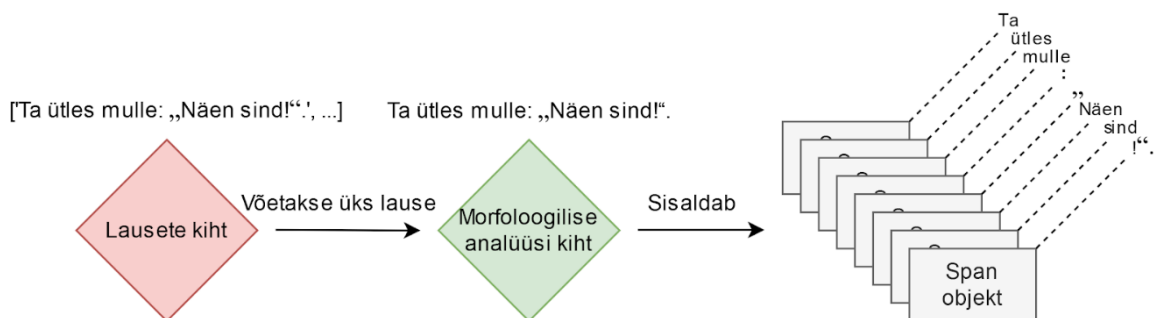 ['Ta ütles mulle: „Näen sind!“.', ...]
Ta ütles mulle: „Näen sind!“.
Lausete kiht
Võetakse üks lause
Morfoloogilise
analüüsi kiht
Sisaldab
Ta
ütles
mulle
:
„
Näen
sind
!“.
Span
objekt